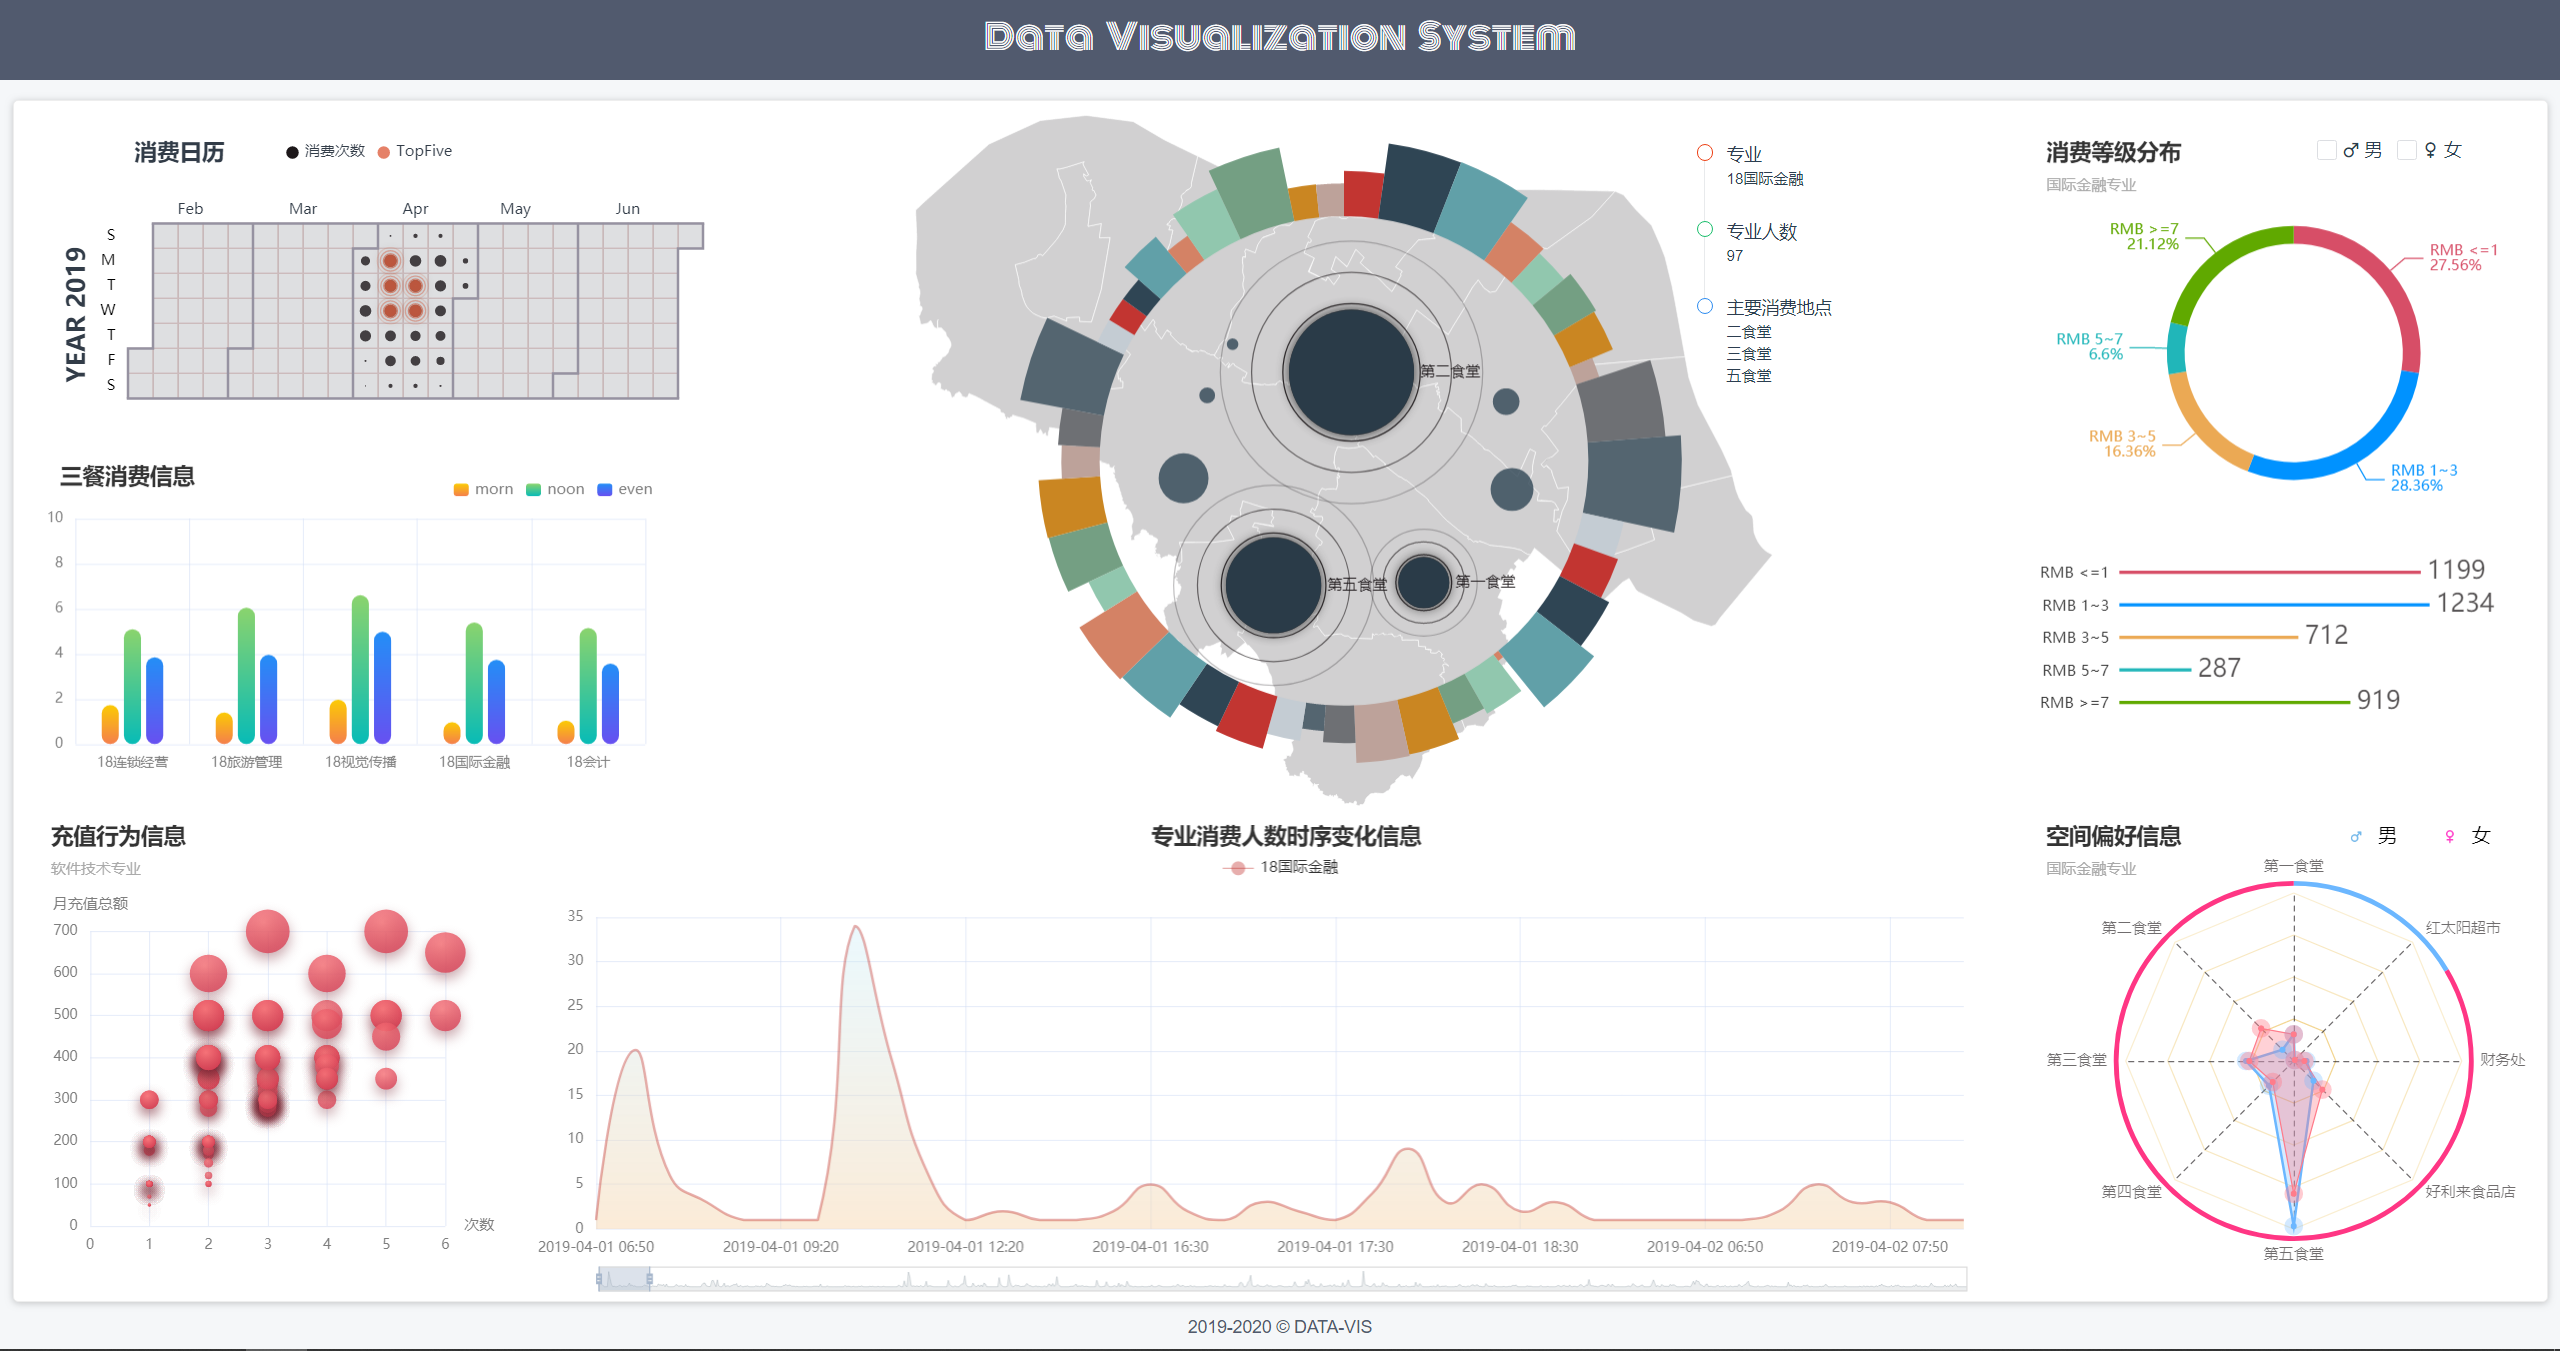 Data Visualization System
消费日历
消费次数
TopFive
Feb Mar Apr May Jun
YEAR 2019
S
M
T
W
T
F
S
三餐消费信息
morn noon even
10
8
6
4
2
0
18连锁经营 18旅游管理 18视觉传播 18国际金融 18会计
充值行为信息
软件技术专业
月充值总额
700
600
500
400
300
200
100
0
0 1 2 3 4 5 6
次数
第二食堂
第五食堂
第一食堂
专业
18国际金融
专业人数
97
主要消费地点
二食堂
三食堂
五食堂
专业消费人数时序变化信息
18国际金融
35
30
25
20
15
10
5
0
2019-04-01 06:50 2019-04-01 09:20 2019-04-01 12:20 2019-04-01 16:30 2019-04-01 17:30 2019-04-01 18:30 2019-04-02 06:50 2019-04-02 07:50
消费等级分布
♂ 男 ♀ 女
国际金融专业
RMB >=7
21.12%
RMB <=1
27.56%
RMB 5~7
6.6%
RMB 3~5
16.36%
RMB 1~3
28.36%
RMB <=1 1199
RMB 1~3 1234
RMB 3~5 712
RMB 5~7 287
RMB >=7 919
空间偏好信息
♂ 男 ♀ 女
国际金融专业
第一食堂
第二食堂
红太阳超市
第三食堂
财务处
第四食堂
好利来食品店
第五食堂
2019-2020 © DATA-VIS